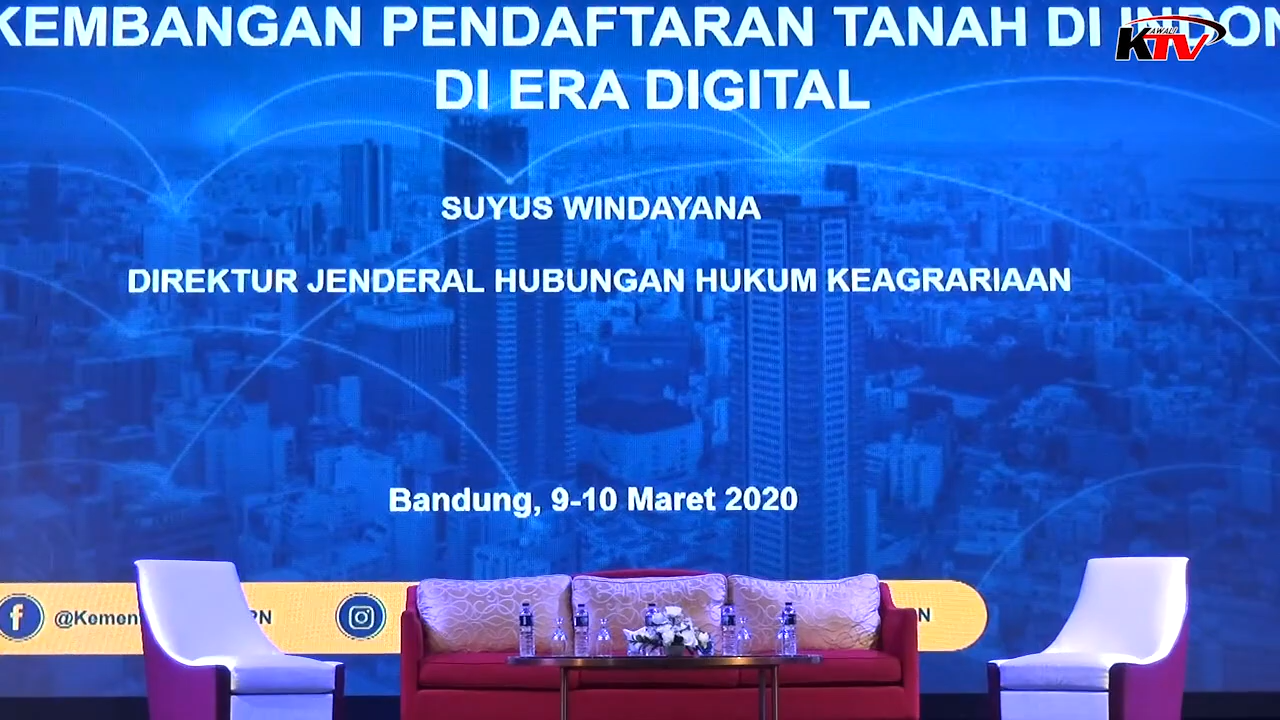 KEMBANGAN PENDAFTARAN TANAH DI INDON
DI ERA DIGITAL
KTV
SUYUS WINDAYANA
DIREKTUR JENDERAL HUBUNGAN HUKUM KEAGRARIAAN
Bandung, 9-10 Maret 2020
f @Kemen PN N